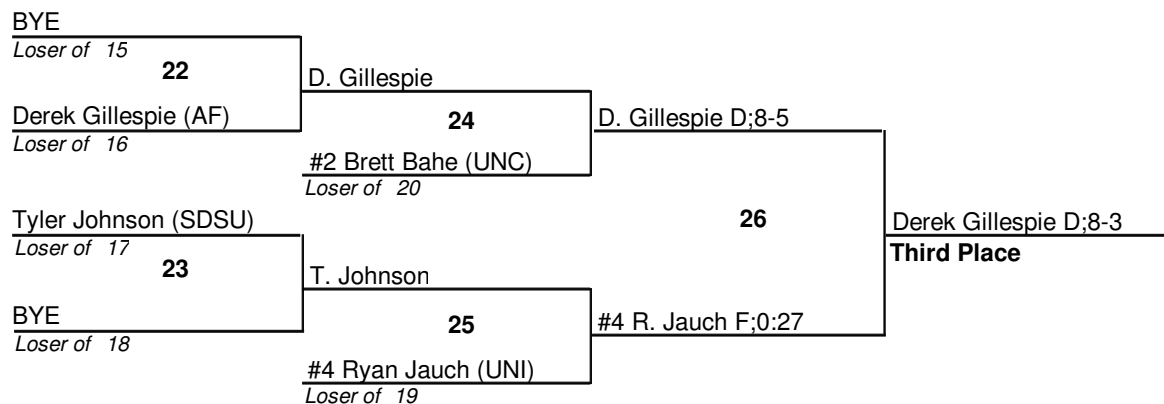 BYE
Loser of 15
22
D. Gillespie
Derek Gillespie (AF)
Loser of 16
24
D. Gillespie D;8-5
#2 Brett Bahe (UNC)
Loser of 20
Tyler Johnson (SDSU)
Loser of 17
23
26
Derek Gillespie D;8-3
Third Place
T. Johnson
BYE
Loser of 18
25
#4 R. Jauch F;0:27
#4 Ryan Jauch (UNI)
Loser of 19